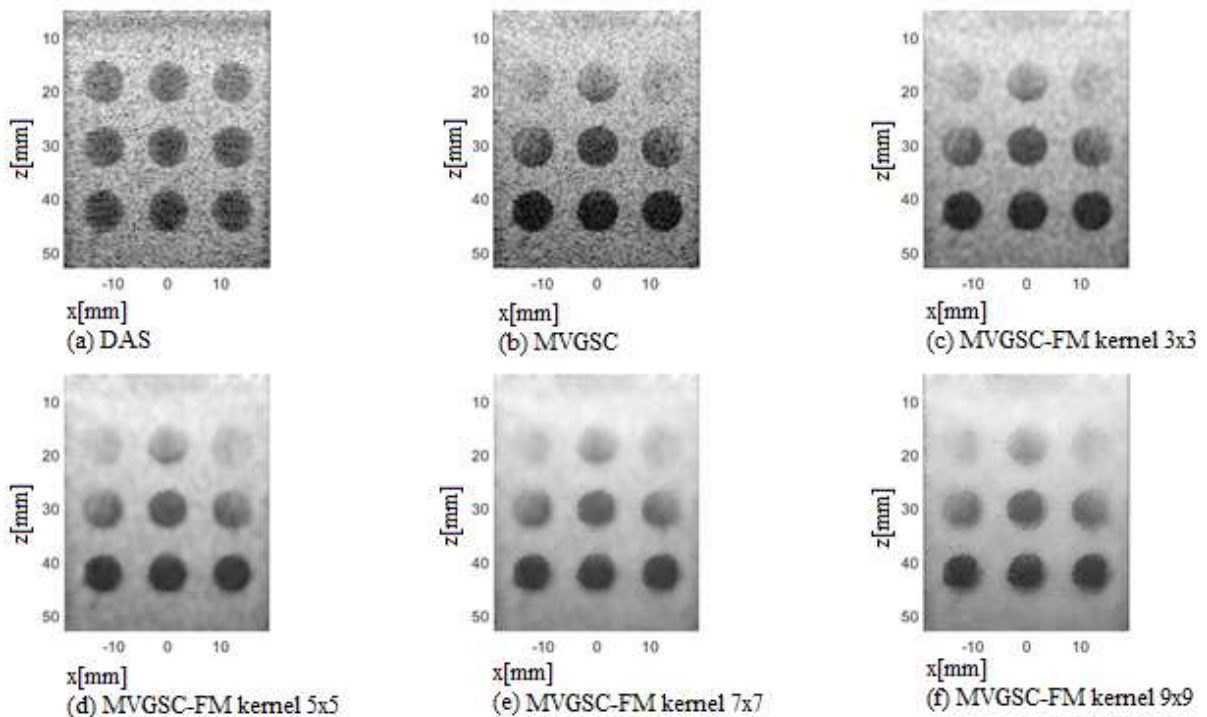 10
20
30
40
50
z[mm]
-10 0 10
x[mm]
(a) DAS
10
20
30
40
50
z[mm]
-10 0 10
x[mm]
(b) MVGSC
10
20
30
40
50
z[mm]
-10 0 10
x[mm]
(c) MVGSC-FM kernel 3x3
10
20
30
40
50
z[mm]
-10 0 10
x[mm]
(d) MVGSC-FM kernel 5x5
10
20
30
40
50
z[mm]
-10 0 10
x[mm]
(e) MVGSC-FM kernel 7x7
10
20
30
40
50
z[mm]
-10 0 10
x[mm]
(f) MVGSC-FM kernel 9x9